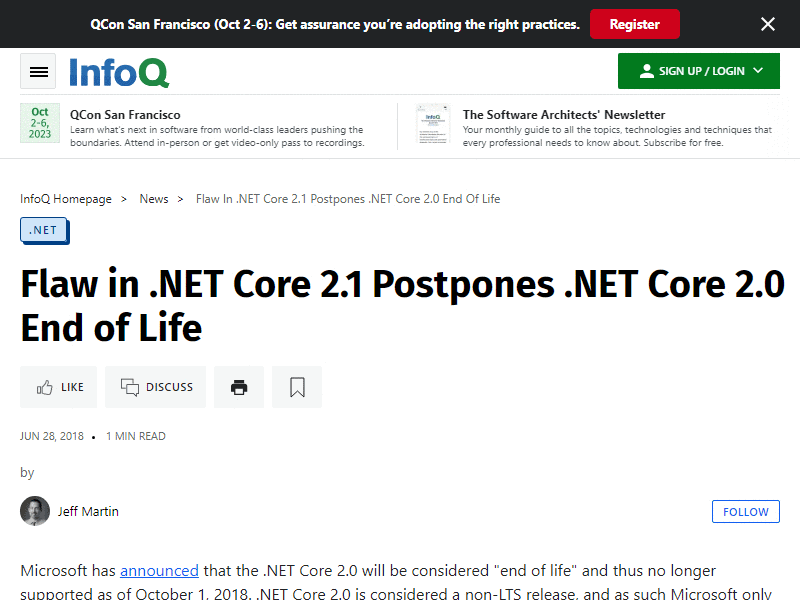 QCon San Francisco (Oct 2-6): Get assurance you’re adopting the right practices.
Register
InfoQ
SIGN UP / LOGIN
Oct
2-6,
2023
QCon San Francisco
Learn what's next in software from world-class leaders pushing the
boundaries. Attend in-person or get video-only pass to recordings.
The Software Architects' Newsletter
Your monthly guide to all the topics, technologies and techniques that
every professional needs to know about. Subscribe for free.
InfoQ Homepage > News > Flaw In .NET Core 2.1 Postpones .NET Core 2.0 End Of Life
.NET
Flaw in .NET Core 2.1 Postpones .NET Core 2.0
End of Life
LIKE
DISCUSS
JUN 28, 2018 • 1 MIN READ
by
Jeff Martin
FOLLOW
Microsoft has announced that the .NET Core 2.0 will be considered "end of life" and thus no longer
supported as of October 1, 2018. .NET Core 2.0 is considered a non-LTS release, and as such Microsoft only